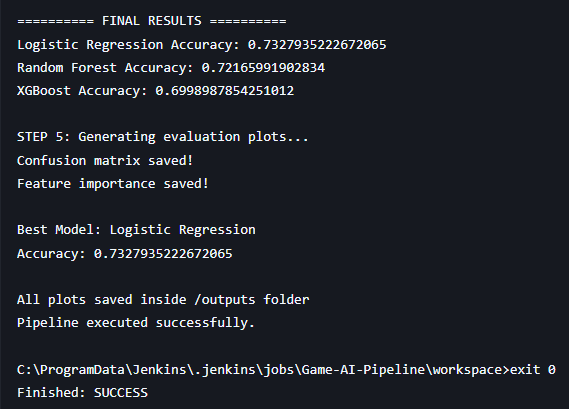 ========== FINAL RESULTS ==========
Logistic Regression Accuracy: 0.7327935222672065
Random Forest Accuracy: 0.72165991902834
XGBoost Accuracy: 0.6998987854251012
STEP 5: Generating evaluation plots...
Confusion matrix saved!
Feature importance saved!
Best Model: Logistic Regression
Accuracy: 0.7327935222672065
All plots saved inside /outputs folder
Pipeline executed successfully.
C:\ProgramData\Jenkins\.jenkins\jobs\Game-AI-Pipeline\workspace>exit 0
Finished: SUCCESS